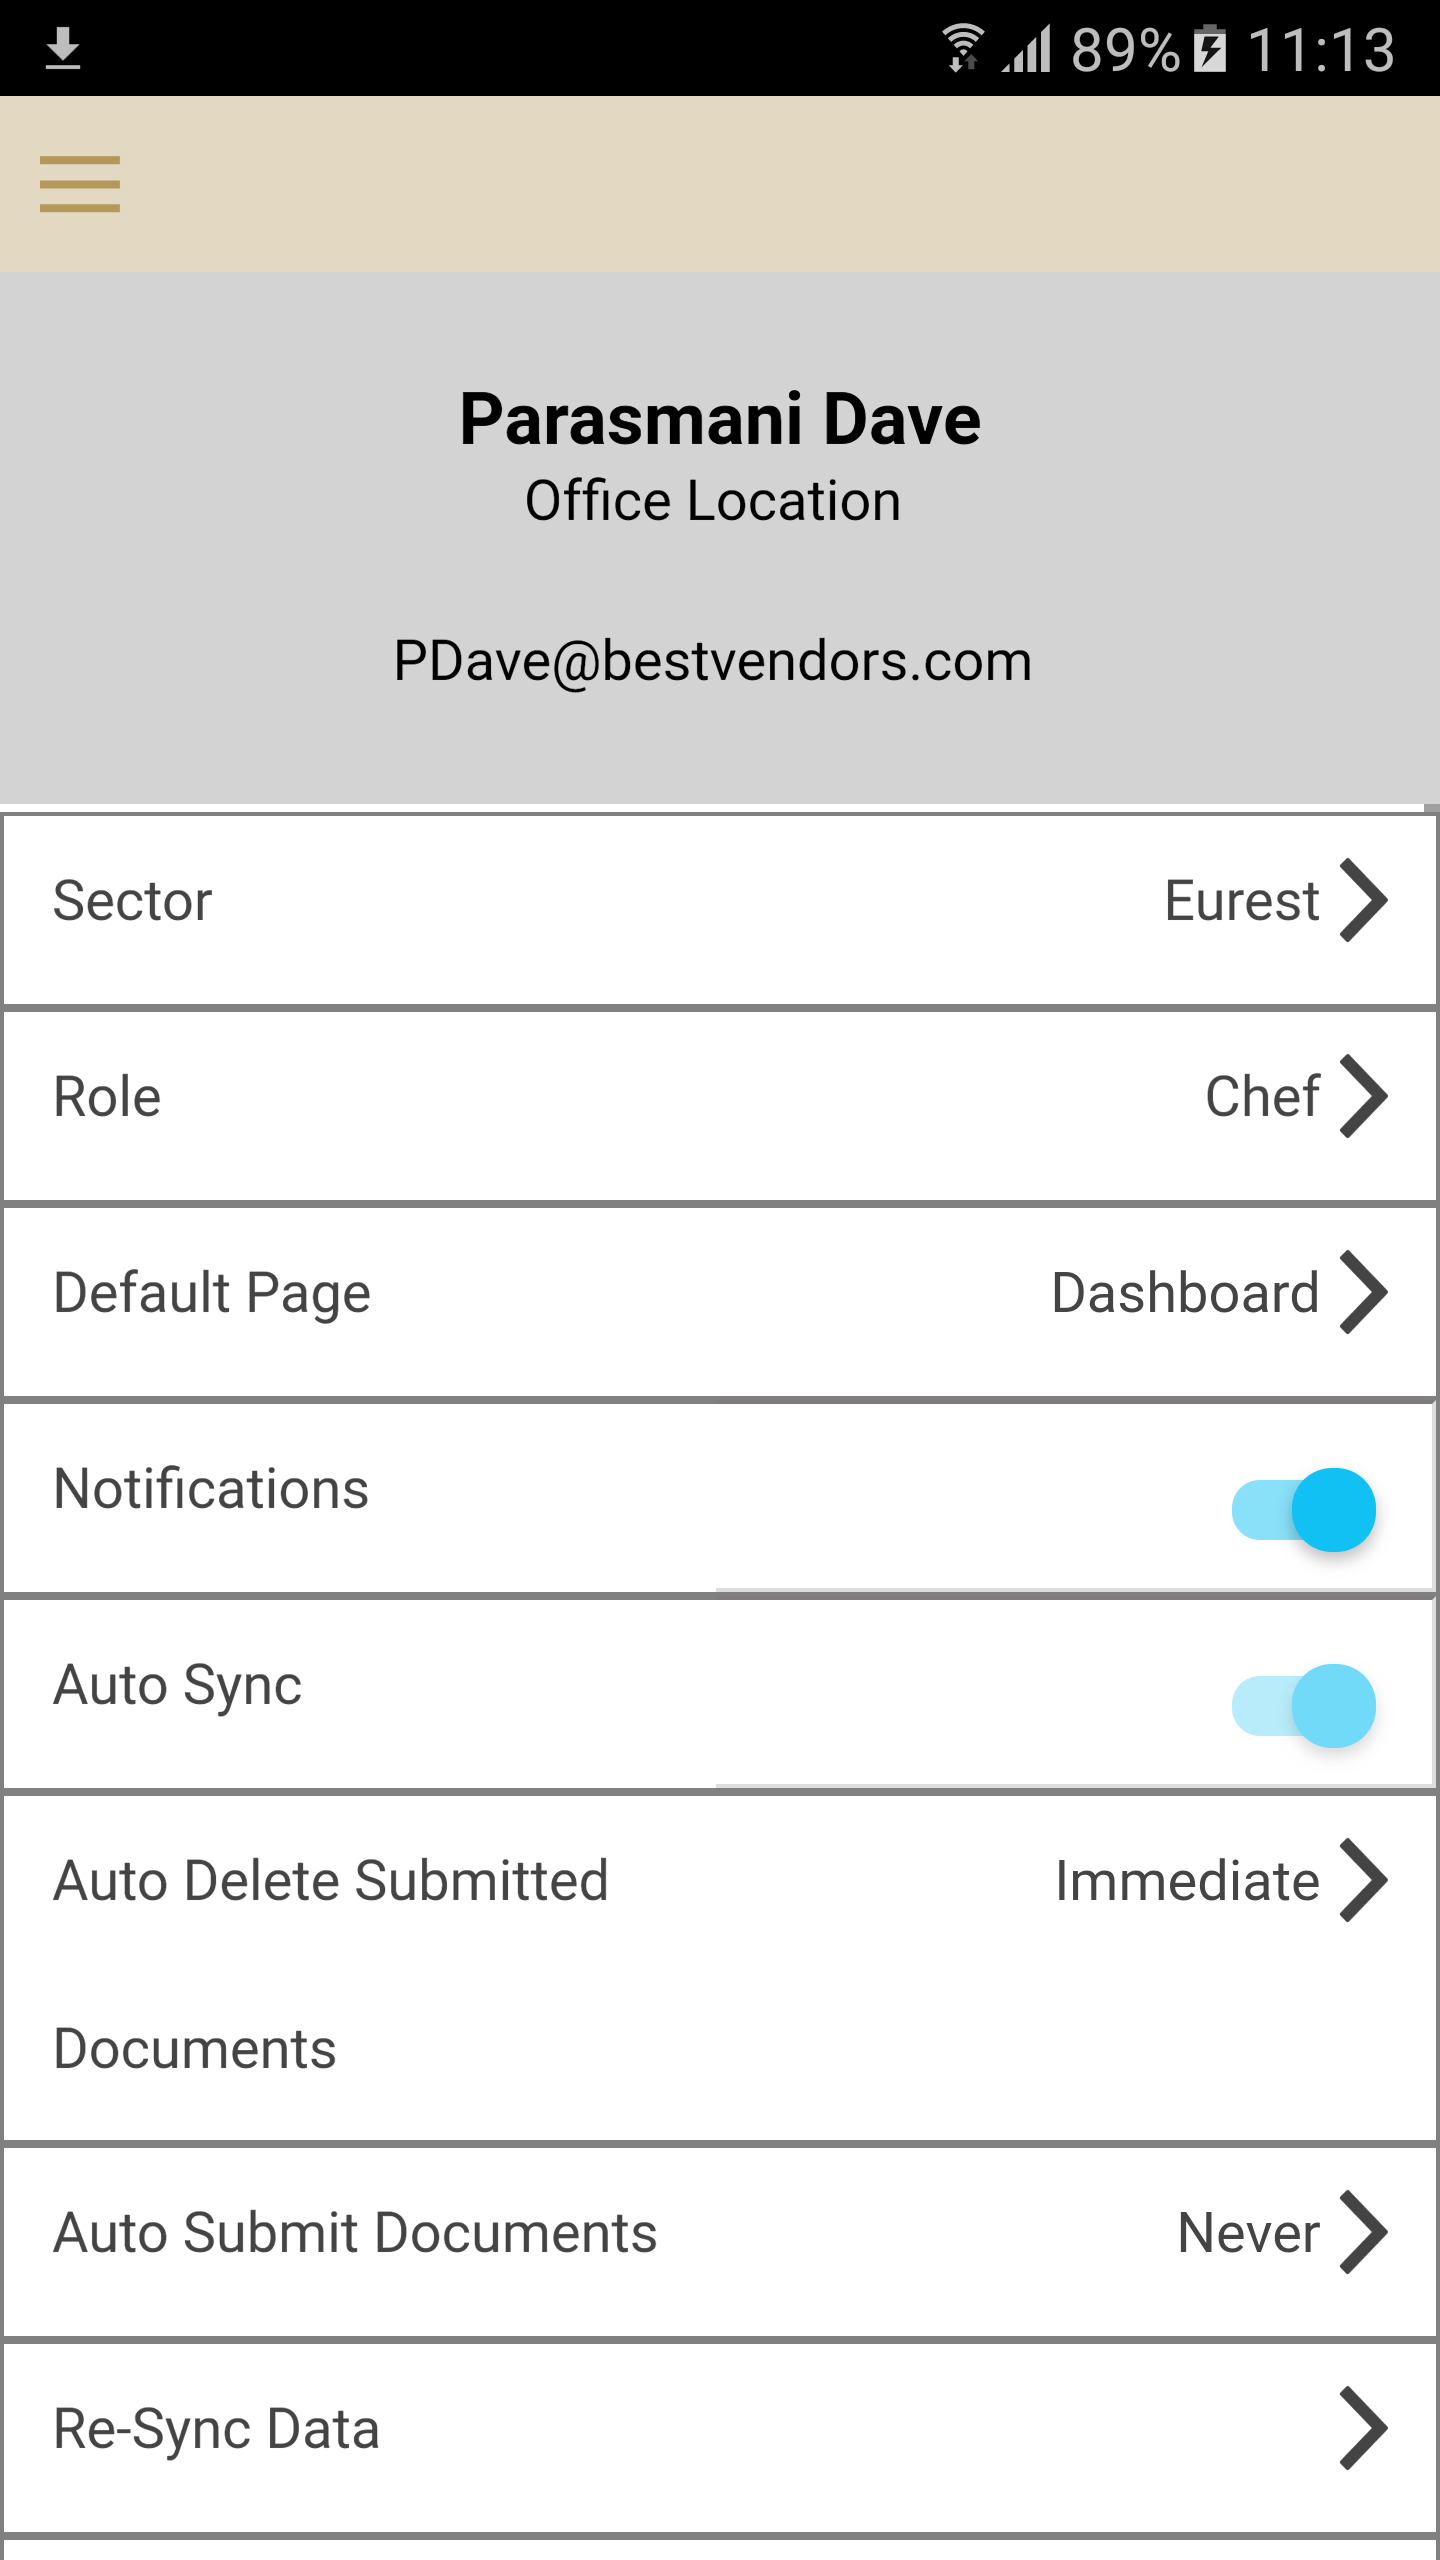 89% 11:13
Parasmani Dave
Office Location
PDave@bestvendors.com
Sector Eurest
Role Chef
Default Page Dashboard
Notifications
Auto Sync
Auto Delete Submitted Immediate
Documents
Auto Submit Documents Never
Re-Sync Data